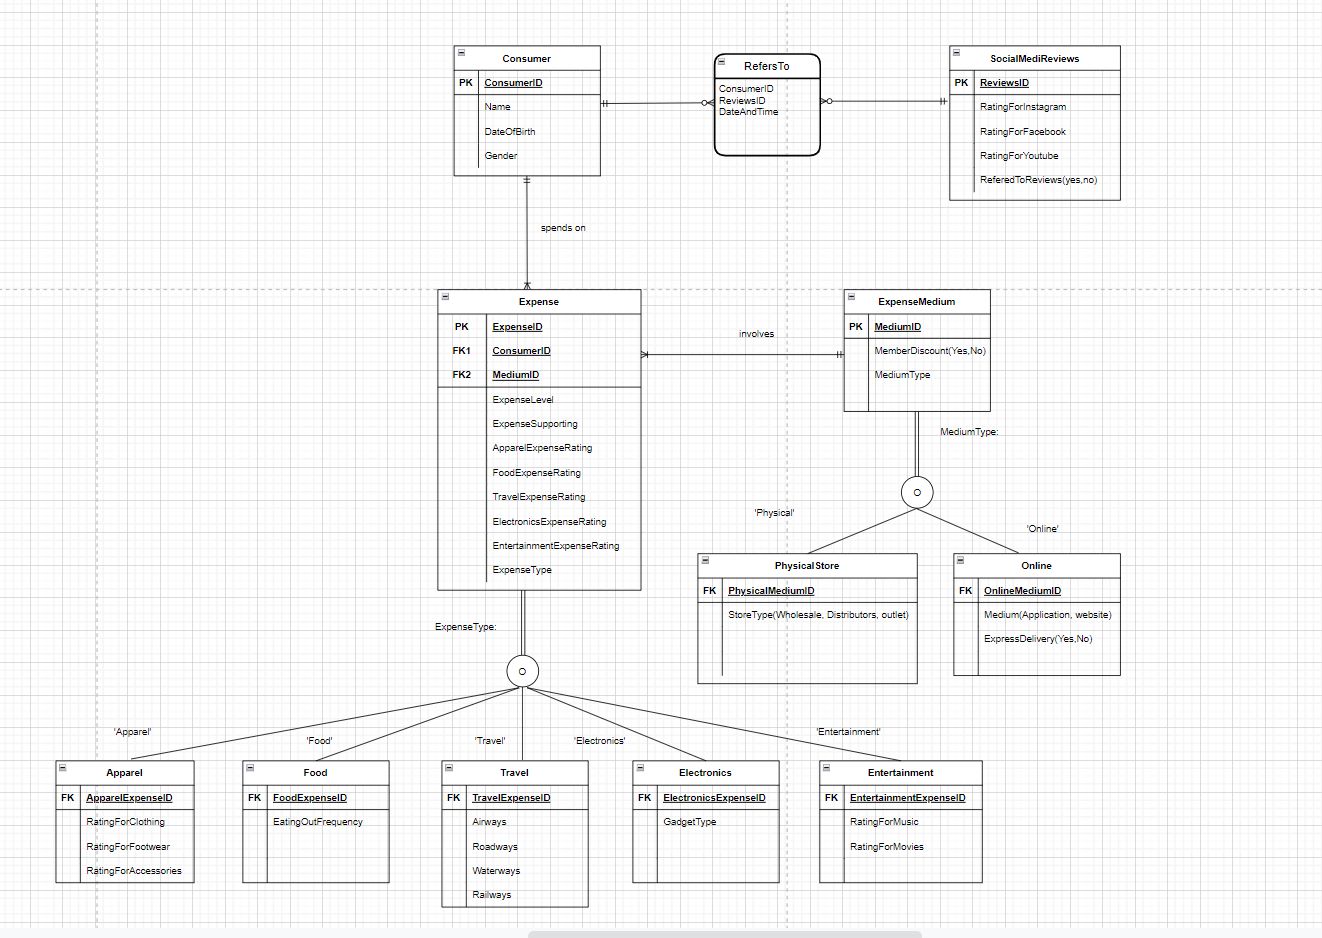 Consumer
PK ConsumerID
Name
DateOfBirth
Gender
RefersTo
ConsumerID
ReviewsID
DateAndTime
SocialMediReviews
PK ReviewsID
RatingForInstagram
RatingForFacebook
RatingForYoutube
ReferedToReviews(yes,no)
spends on
Expense
PK ExpenseID
FK1 ConsumerID
FK2 MediumID
ExpenseLevel
ExpenseSupporting
ApparelExpenseRating
FoodExpenseRating
TravelExpenseRating
ElectronicsExpenseRating
EntertainmentExpenseRating
ExpenseType
involves
ExpenseMedium
PK MediumID
MemberDiscount(Yes,No)
MediumType
MediumType:
O
'Physical'
'Online'
PhysicalStore
FK PhysicalMediumID
StoreType(Wholesale, Distributors, outlet)
Online
FK OnlineMediumID
Medium(Application, website)
ExpressDelivery(Yes,No)
ExpenseType:
O
'Apparel'
'Food'
'Travel'
'Electronics'
'Entertainment'
Apparel
FK ApparelExpenseID
RatingForClothing
RatingForFootwear
RatingForAccessories
Food
FK FoodExpenseID
EatingOutFrequency
Travel
FK TravelExpenseID
Airways
Roadways
Waterways
Railways
Electronics
FK ElectronicsExpenseID
GadgetType
Entertainment
FK EntertainmentExpenseID
RatingForMusic
RatingForMovies